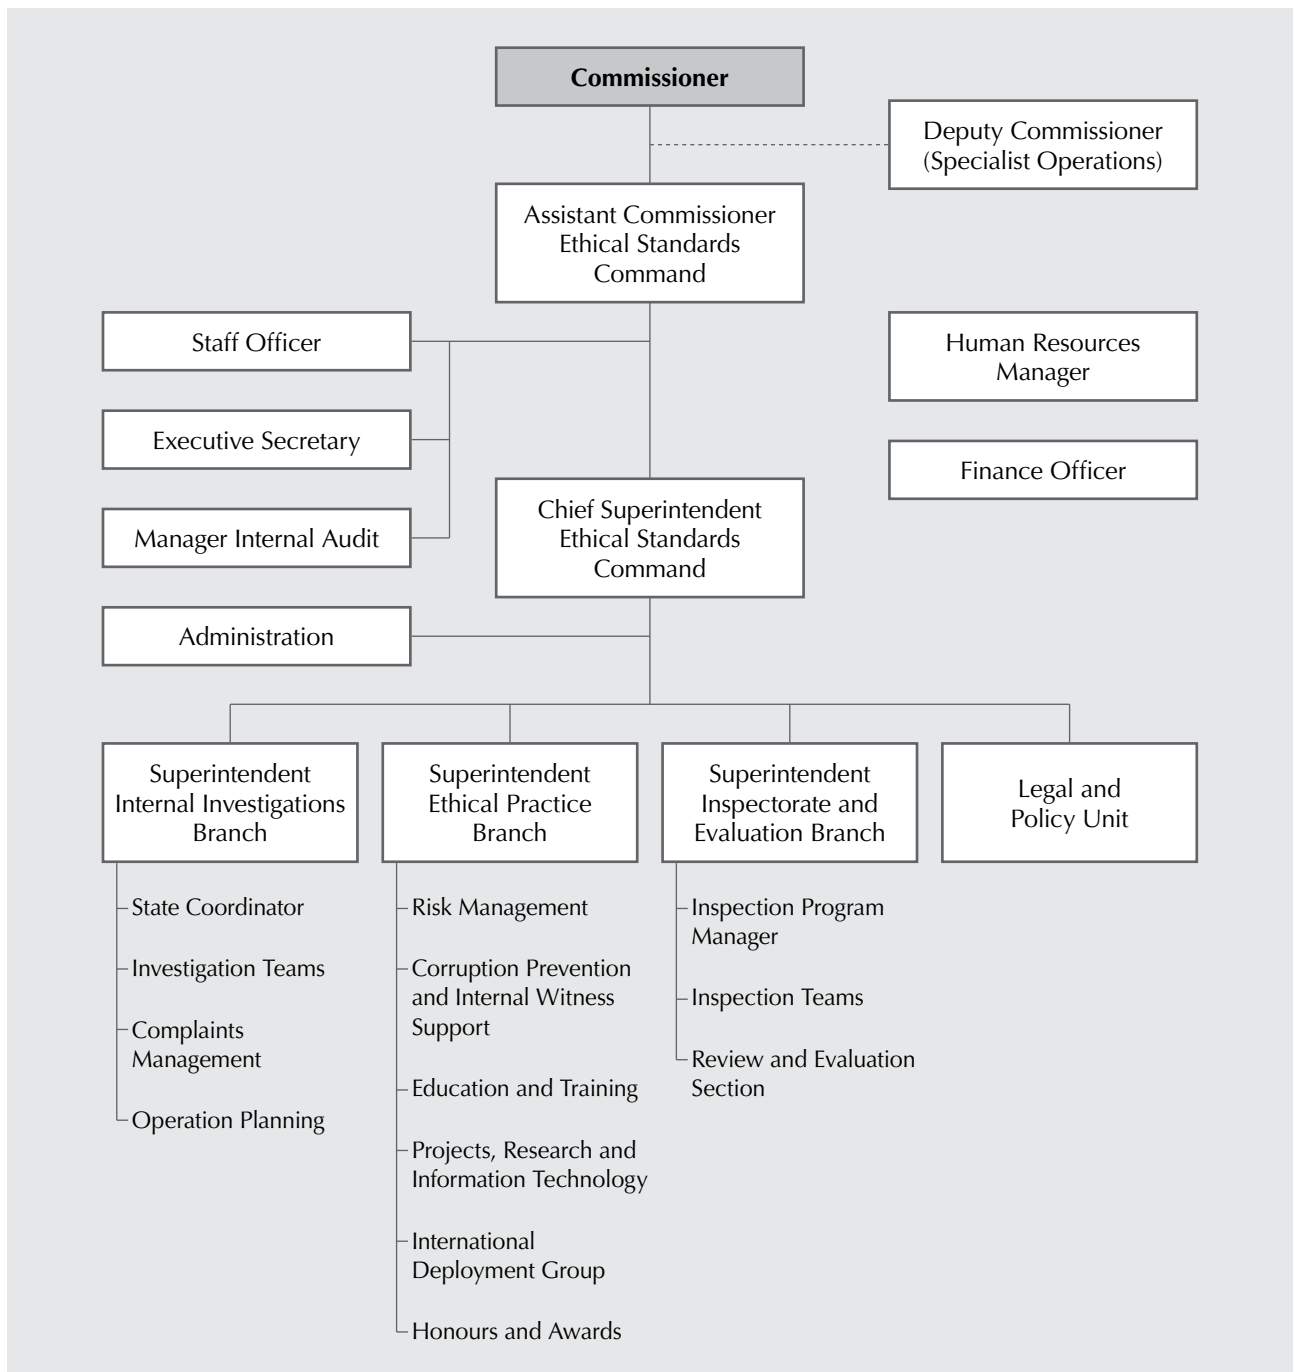 Commissioner
Deputy Commissioner
(Specialist Operations)
Assistant Commissioner
Ethical Standards
Command
Staff Officer
Human Resources
Manager
Executive Secretary
Finance Officer
Manager Internal Audit
Chief Superintendent
Ethical Standards
Command
Administration
Superintendent
Internal Investigations
Branch
State Coordinator
Investigation Teams
Complaints
Management
Operation Planning
Superintendent
Ethical Practice
Branch
Risk Management
Corruption Prevention
and Internal Witness
Support
Education and Training
Projects, Research and
Information Technology
International
Deployment Group
Honours and Awards
Superintendent
Inspectorate and
Evaluation Branch
Inspection Program
Manager
Inspection Teams
Review and Evaluation
Section
Legal and
Policy Unit